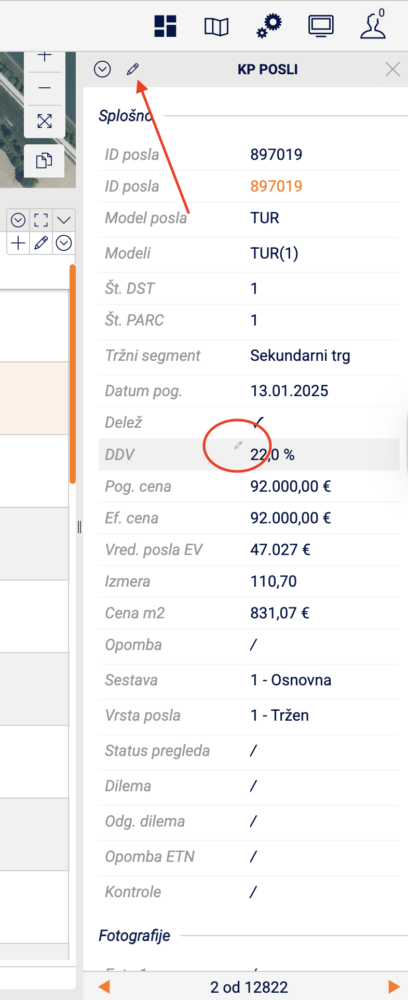 0
KP POSLI
Splošno
ID posla 897019
ID posla 897019
Model posla TUR
Modeli TUR(1)
Št. DST 1
Št. PARC 1
Tržni segment Sekundarni trg
Datum pog. 13.01.2025
Delež ✓
DDV 22,0 %
Pog. cena 92.000,00 €
Ef. cena 92.000,00 €
Vred. posla EV 47.027 €
Izmera 110,70
Cena m2 831,07 €
Opomba /
Sestava 1 - Osnovna
Vrsta posla 1 - Tržen
Status pregleda /
Dilema /
Odg. dilema /
Opomba ETN /
Kontrole /
Fotografije
2 od 12822